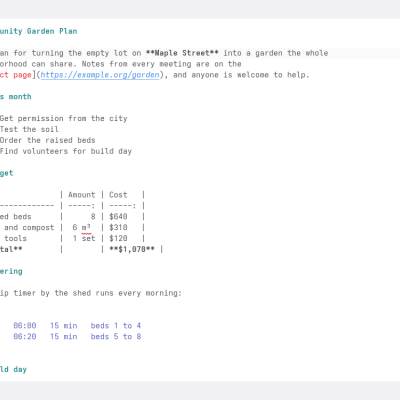 unity Garden Plan
an for turning the empty lot on **Maple Street** into a garden the whole
orhood can share. Notes from every meeting are on the
ct page](https://example.org/garden), and anyone is welcome to help.
s month
Get permission from the city
Test the soil
Order the raised beds
Find volunteers for build day
get
| Amount | Cost |
------------ | -----: | -----: |
ed beds | 8 | $640 |
and compost | 6 m³ | $310 |
tools | 1 set | $120 |
tal** | | **$1,070** |
ering
ip timer by the shed runs every morning:
06:00 15 min beds 1 to 4
06:20 15 min beds 5 to 8
ld day